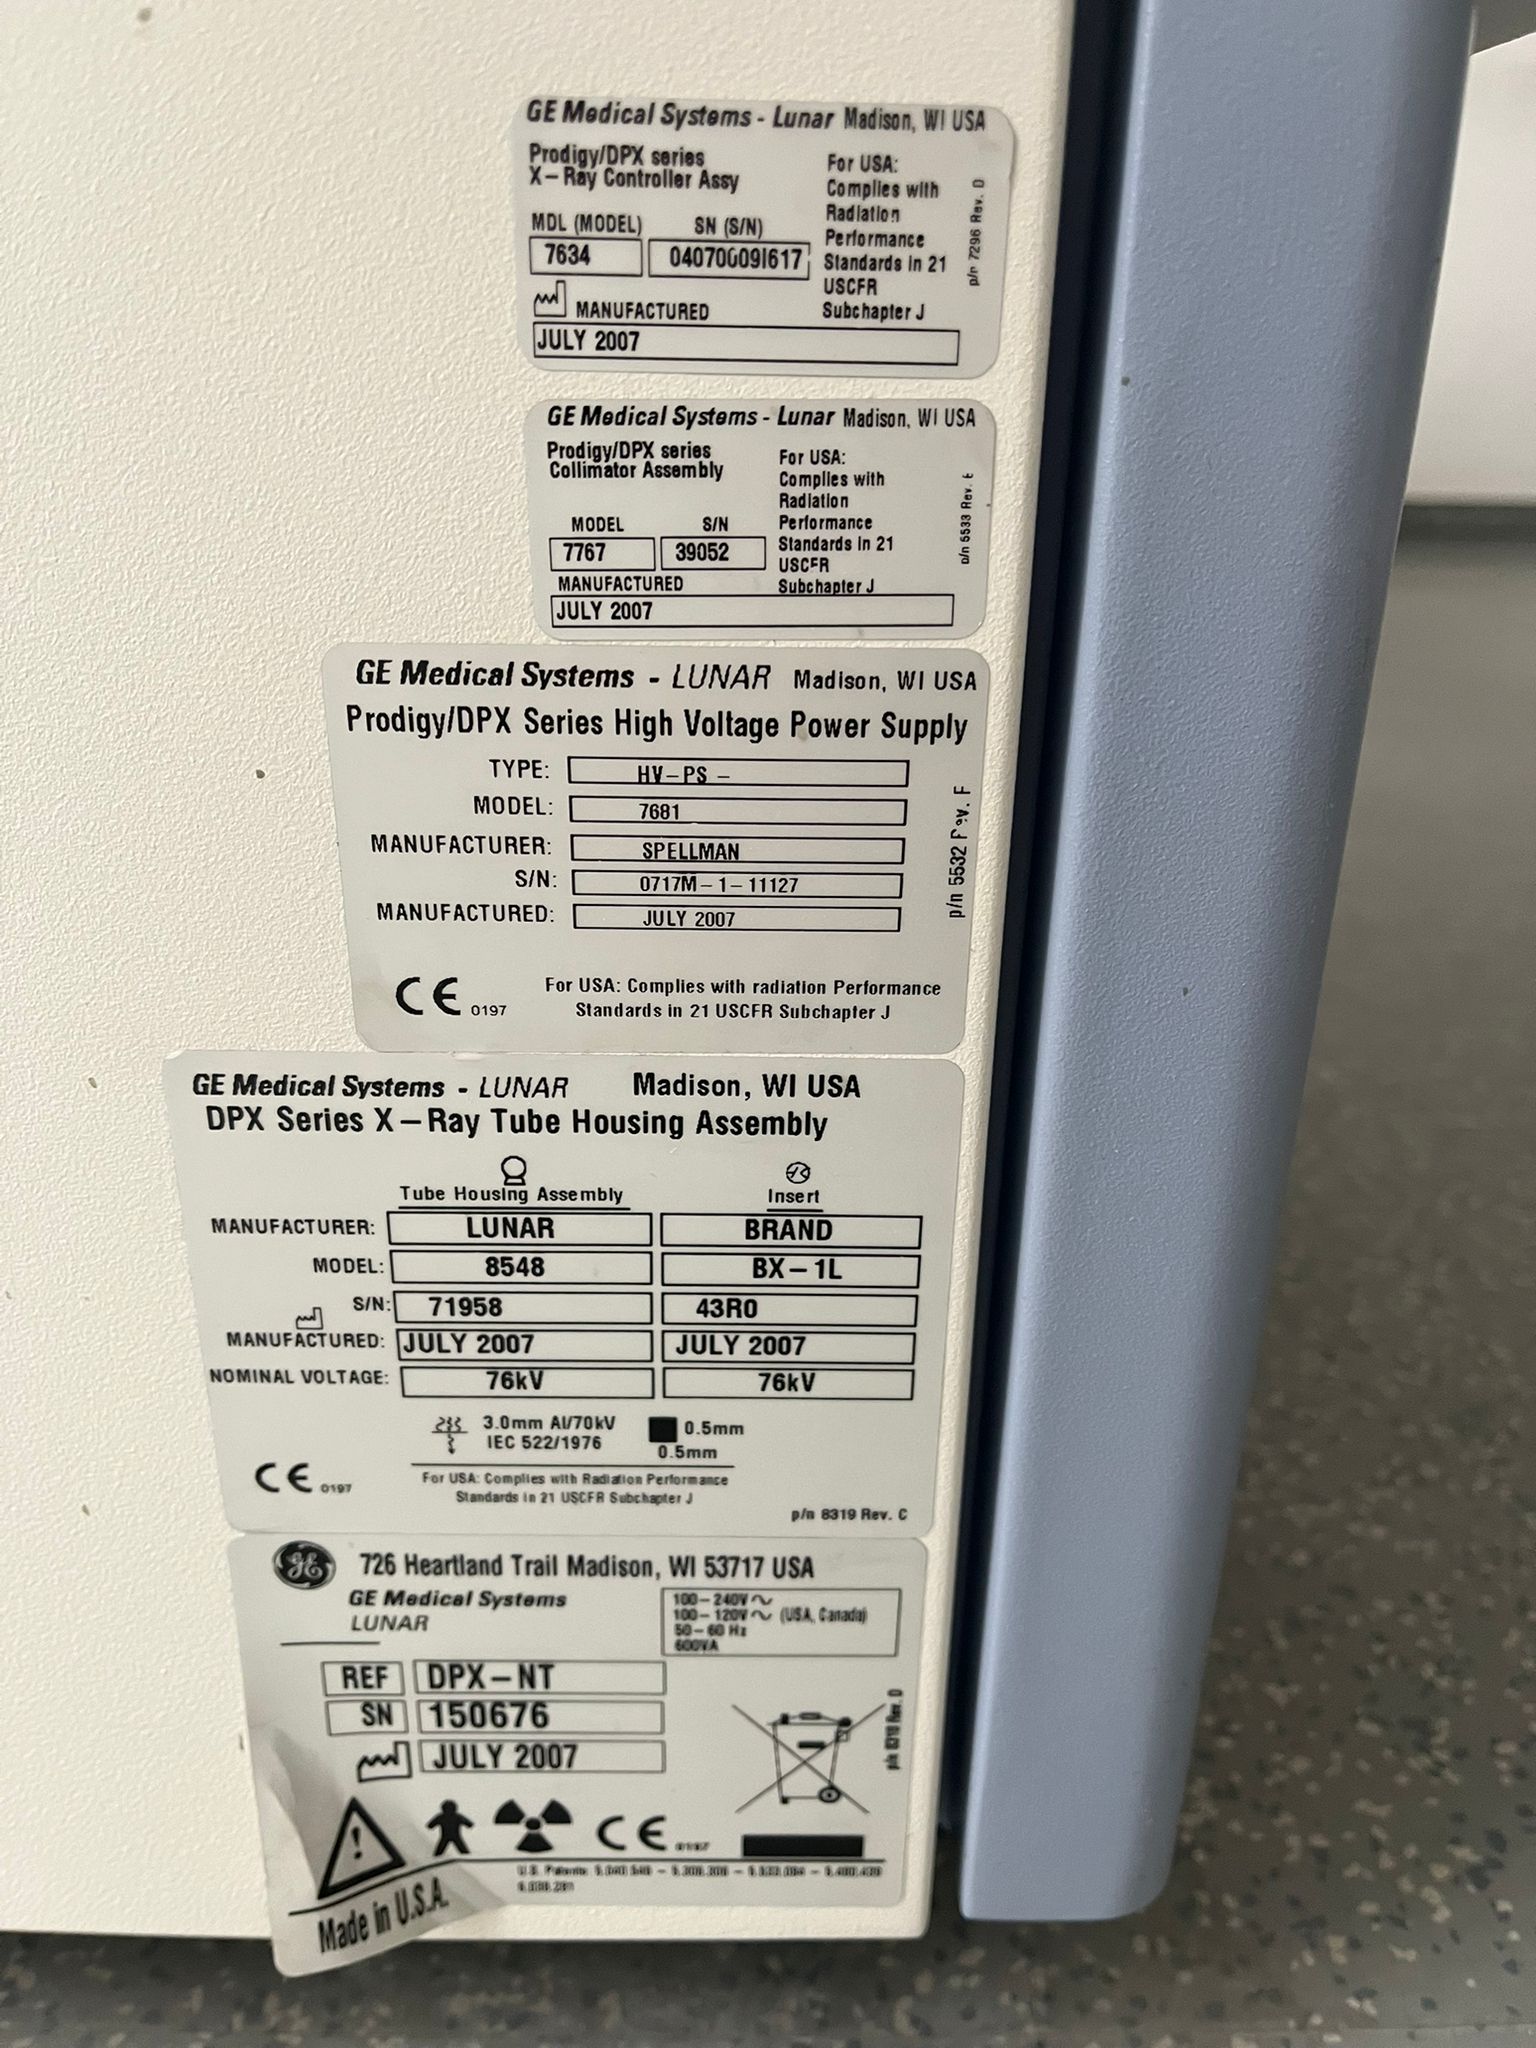 GE Medical Systems - Lunar Madison, WI USA
Prodigy/DPX series
X-Ray Controller Assy
MDL (MODEL) SN (S/N)
7634 04070009I617
MANUFACTURED
JULY 2007
For USA:
Complies with
Radiation
Performance
Standards in 21
USCFR
Subchapter J
p/n 7296 Rev. D
GE Medical Systems - Lunar Madison, WI USA
Prodigy/DPX series
Collimator Assembly
MODEL S/N
7767 39052
MANUFACTURED
JULY 2007
For USA:
Complies with
Radiation
Performance
Standards in 21
USCFR
Subchapter J
p/n 5533 Rev. E
GE Medical Systems - LUNAR Madison, WI USA
Prodigy/DPX Series High Voltage Power Supply
TYPE: HV-PS -
MODEL: 7681
MANUFACTURER: SPELLMAN
S/N: 0717M-1-11127
MANUFACTURED: JULY 2007
p/n 5532 Rev. F
CE 0197
For USA: Complies with radiation Performance
Standards in 21 USCFR Subchapter J
GE Medical Systems - LUNAR Madison, WI USA
DPX Series X-Ray Tube Housing Assembly
Tube Housing Assembly Insert
MANUFACTURER: LUNAR BRAND
MODEL: 8548 BX-1L
S/N: 71958 43R0
MANUFACTURED: JULY 2007 JULY 2007
NOMINAL VOLTAGE: 76kV 76kV
3.0mm Al/70kV 0.5mm
IEC 522/1976 0.5mm
CE 0197
For USA: Complies with Radiation Performance
Standards in 21 USCFR Subchapter J
p/n 8319 Rev. C
GE 726 Heartland Trail Madison, WI 53717 USA
GE Medical Systems
LUNAR
100-240V
100-120V (USA, Canada)
50-60 Hz
600VA
REF DPX-NT
SN 150676
JULY 2007
Rev. D
CE 0197
U.S. Patents:
Made in U.S.A.